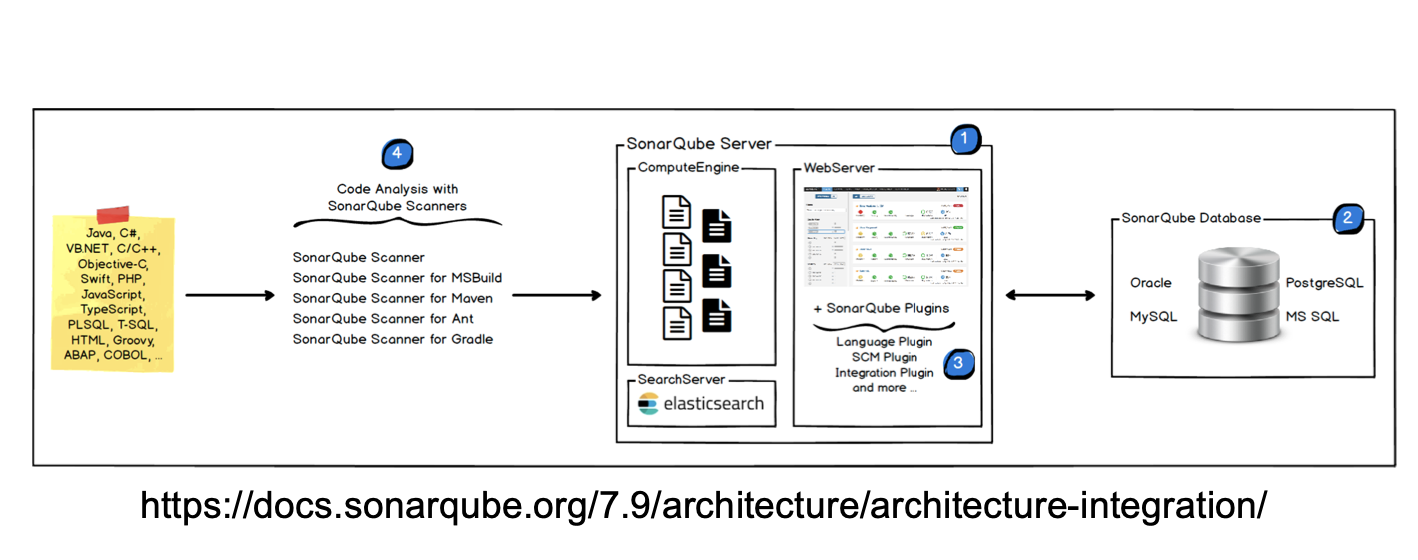 4
Code Analysis with
SonarQube Scanners
Java, C#,
VB.NET, C/C++,
Objective-C,
Swift, PHP,
JavaScript,
TypeScript,
PLSQL, T-SQL,
HTML, Groovy,
ABAP, COBOL, ...
SonarQube Scanner
SonarQube Scanner for MSBuild
SonarQube Scanner for Maven
SonarQube Scanner for Ant
SonarQube Scanner for Gradle
SonarQube Server
1
ComputeEngine
SearchServer
elasticsearch
WebServer
+ SonarQube Plugins
Language Plugin
SCM Plugin
Integration Plugin
and more ...
3
SonarQube Database
2
Oracle
PostgreSQL
MySQL
MS SQL
https://docs.sonarqube.org/7.9/architecture/architecture-integration/